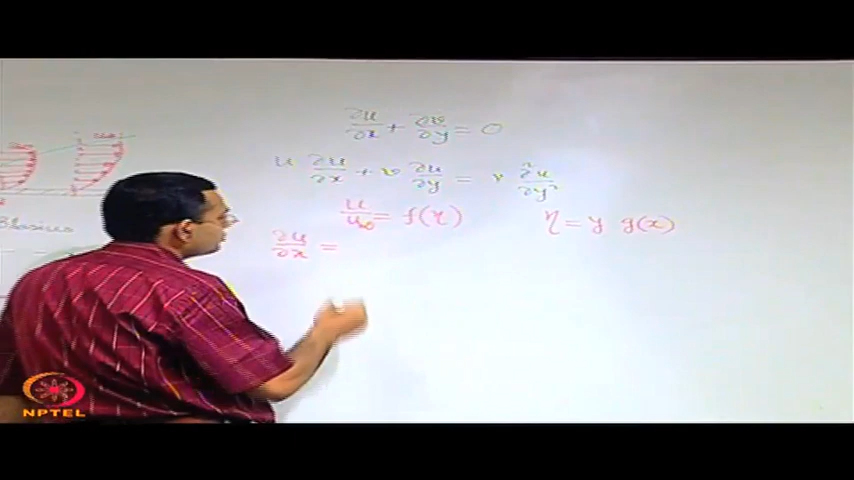 ∂u/∂x + ∂v/∂y = 0
u ∂u/∂x + v ∂u/∂y = ν ∂²u/∂y²
u/u∞ = f(η) η = y g(x)
∂u/∂x =
Blasius
NPTEL